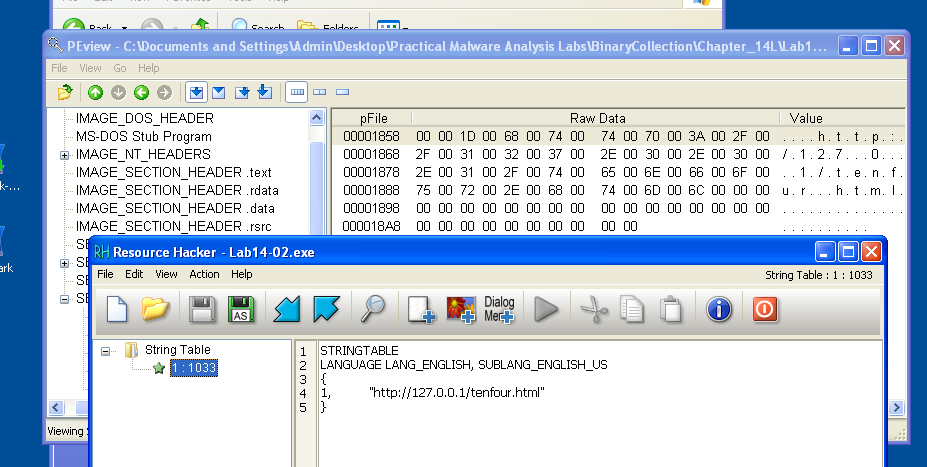 Back
Search
Folders
PEview - C:\Documents and Settings\Admin\Desktop\Practical Malware Analysis Labs\BinaryCollection\Chapter_14L\Lab1...
File View Go Help
pFile Raw Data Value
IMAGE_DOS_HEADER
MS-DOS Stub Program
IMAGE_NT_HEADERS
IMAGE_SECTION_HEADER .text
IMAGE_SECTION_HEADER .rdata
IMAGE_SECTION_HEADER .data
IMAGE_SECTION_HEADER .rsrc
00001858 00 00 1D 00 68 00 74 00 74 00 70 00 3A 00 2F 00 . . . . h . t . t . p . : .
00001868 2F 00 31 00 32 00 37 00 2E 00 30 00 2E 00 30 00 / . 1 . 2 . 7 . . . 0 . . .
00001878 2E 00 31 00 2F 00 74 00 65 00 6E 00 66 00 6F 00 . . 1 . / . t . e . n . f .
00001888 75 00 72 00 2E 00 68 00 74 00 6D 00 6C 00 00 00 u . r . . . h . t . m . l .
00001898 00 00 00 00 00 00 00 00 00 00 00 00 00 00 00 00 . . . . . . . . . . . . . .
000018A8 00 00 00 00 00 00 00 00 00 00 . . . . . . . . . .
SE
SE
SE
SE
Viewing
Resource Hacker - Lab14-02.exe
File Edit View Action Help
String Table : 1 : 1033
AS
Dialog
Men
String Table
1 : 1033
1 STRINGTABLE
2 LANGUAGE LANG_ENGLISH, SUBLANG_ENGLISH_US
3 {
4 1, "http://127.0.0.1/tenfour.html"
5 }